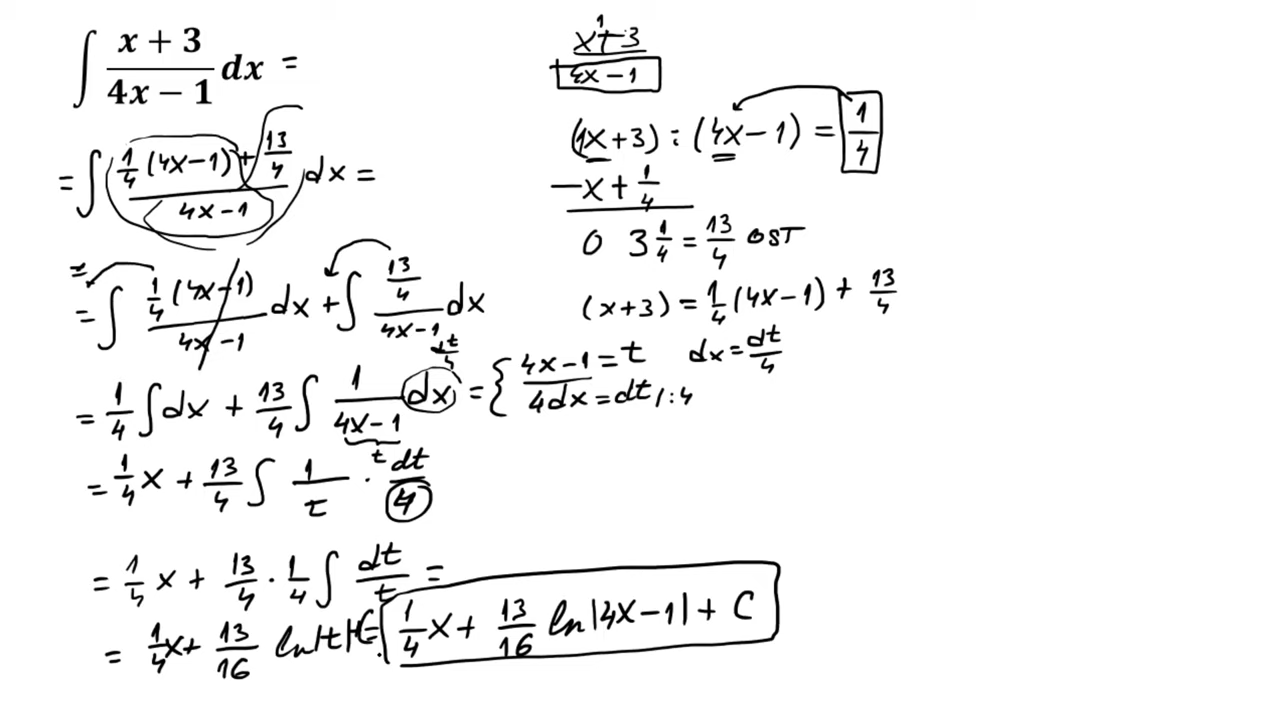 ∫ (x + 3)/(4x − 1) dx =
= ∫ (1/4 (4x−1) + 13/4)/(4x−1) dx =
=
= ∫ (1/4 (4x−1))/(4x−1) dx + ∫ (13/4)/(4x−1) dx
dt/4
= 1/4 ∫ dx + 13/4 ∫ 1/(4x−1) dx = { 4x−1 = t dx = dt/4
4dx = dt /:4
t
= 1/4 x + 13/4 ∫ 1/t · dt/4
= 1/4 x + 13/4 · 1/4 ∫ dt/t =
= 1/4 x + 13/16 ln|t|+C = 1/4 x + 13/16 ln|4x−1| + C
1
x+3
4x−1
(1x+3) : (4x−1) = 1/4
−x + 1/4
0 3 1/4 = 13/4 OST
(x+3) = 1/4 (4x−1) + 13/4